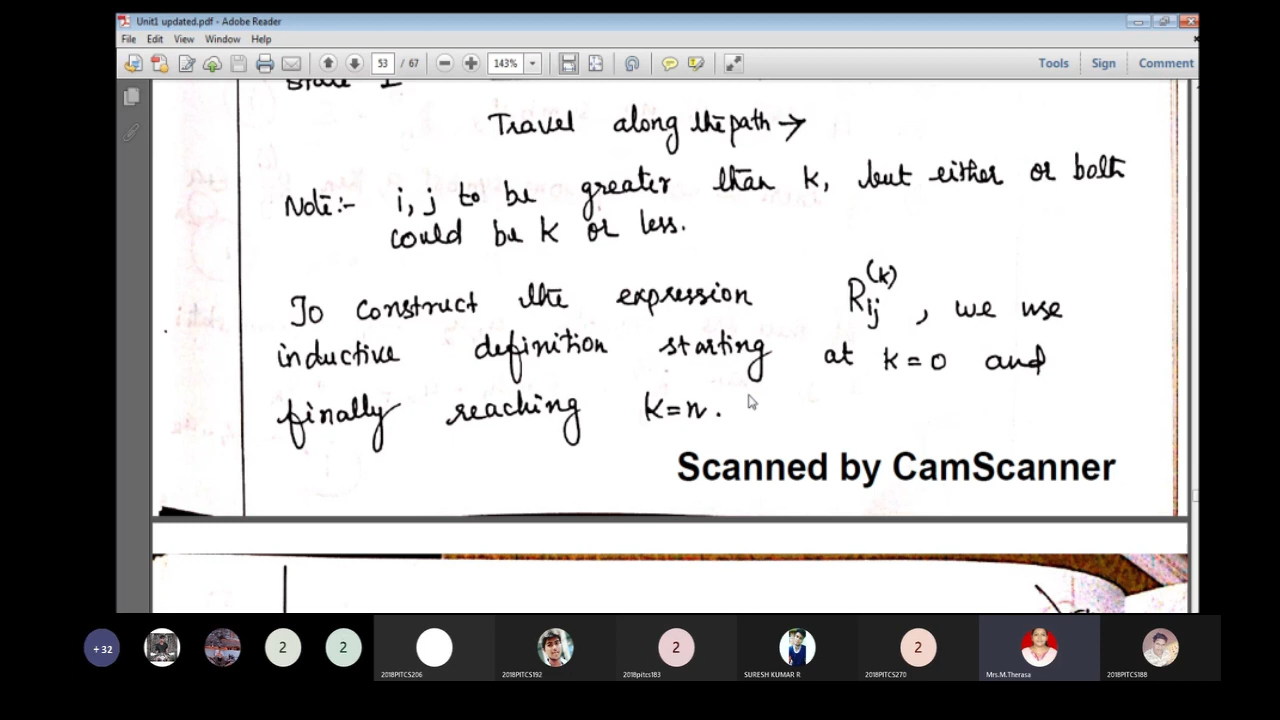 Unit1 updated.pdf - Adobe Reader
File Edit View Window Help
53 / 67 143% Tools Sign Comment
State I
Travel along the path →
Note:- i, j to be greater than k, but either or both
could be k or less.
To construct the expression R_ij^(k), we use
inductive definition starting at k=0 and
finally reaching k=n.
Scanned by CamScanner
+32 2 2 2 2
2018PITCS206 2018PITCS192 2018pitcs183 SURESH KUMAR R 2018PITCS270 Mrs.M.Therasa 2018PITCS188